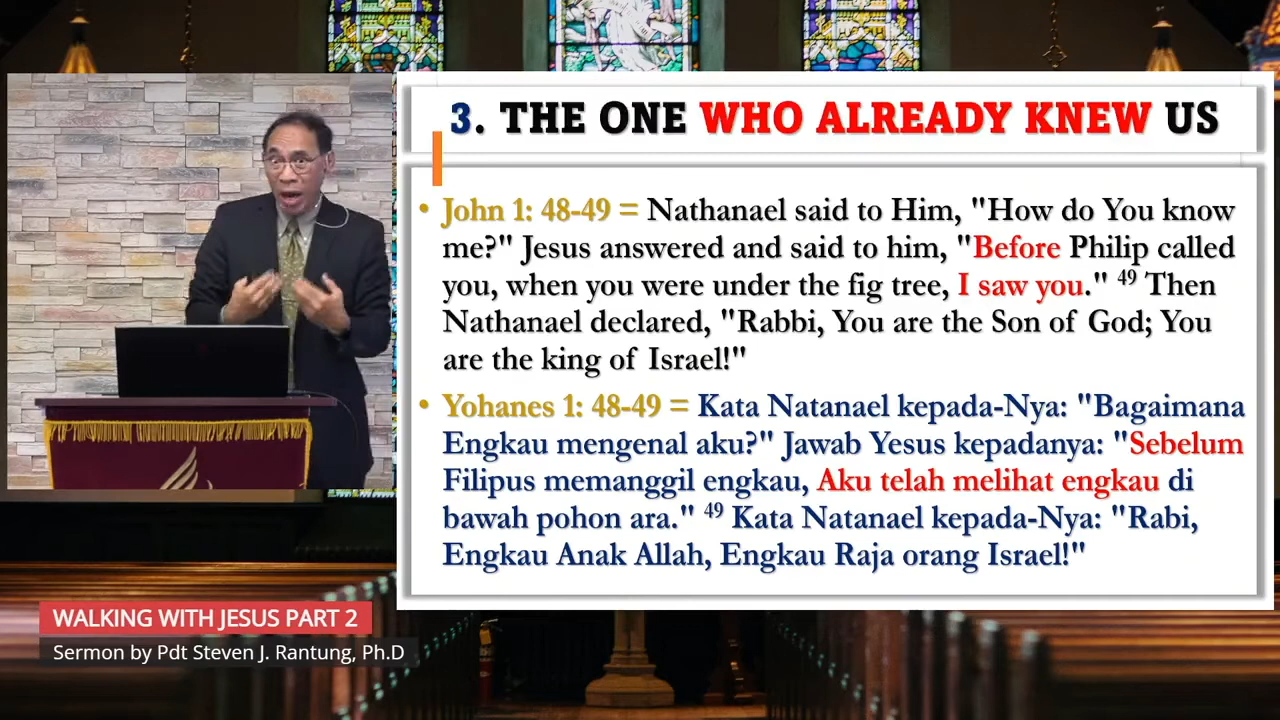 3. THE ONE WHO ALREADY KNEW US
• John 1: 48-49 = Nathanael said to Him, "How do You know
me?" Jesus answered and said to him, "Before Philip called
you, when you were under the fig tree, I saw you." 49 Then
Nathanael declared, "Rabbi, You are the Son of God; You
are the king of Israel!"
• Yohanes 1: 48-49 = Kata Natanael kepada-Nya: "Bagaimana
Engkau mengenal aku?" Jawab Yesus kepadanya: "Sebelum
Filipus memanggil engkau, Aku telah melihat engkau di
bawah pohon ara." 49 Kata Natanael kepada-Nya: "Rabi,
Engkau Anak Allah, Engkau Raja orang Israel!"
WALKING WITH JESUS PART 2
Sermon by Pdt Steven J. Rantung, Ph.D